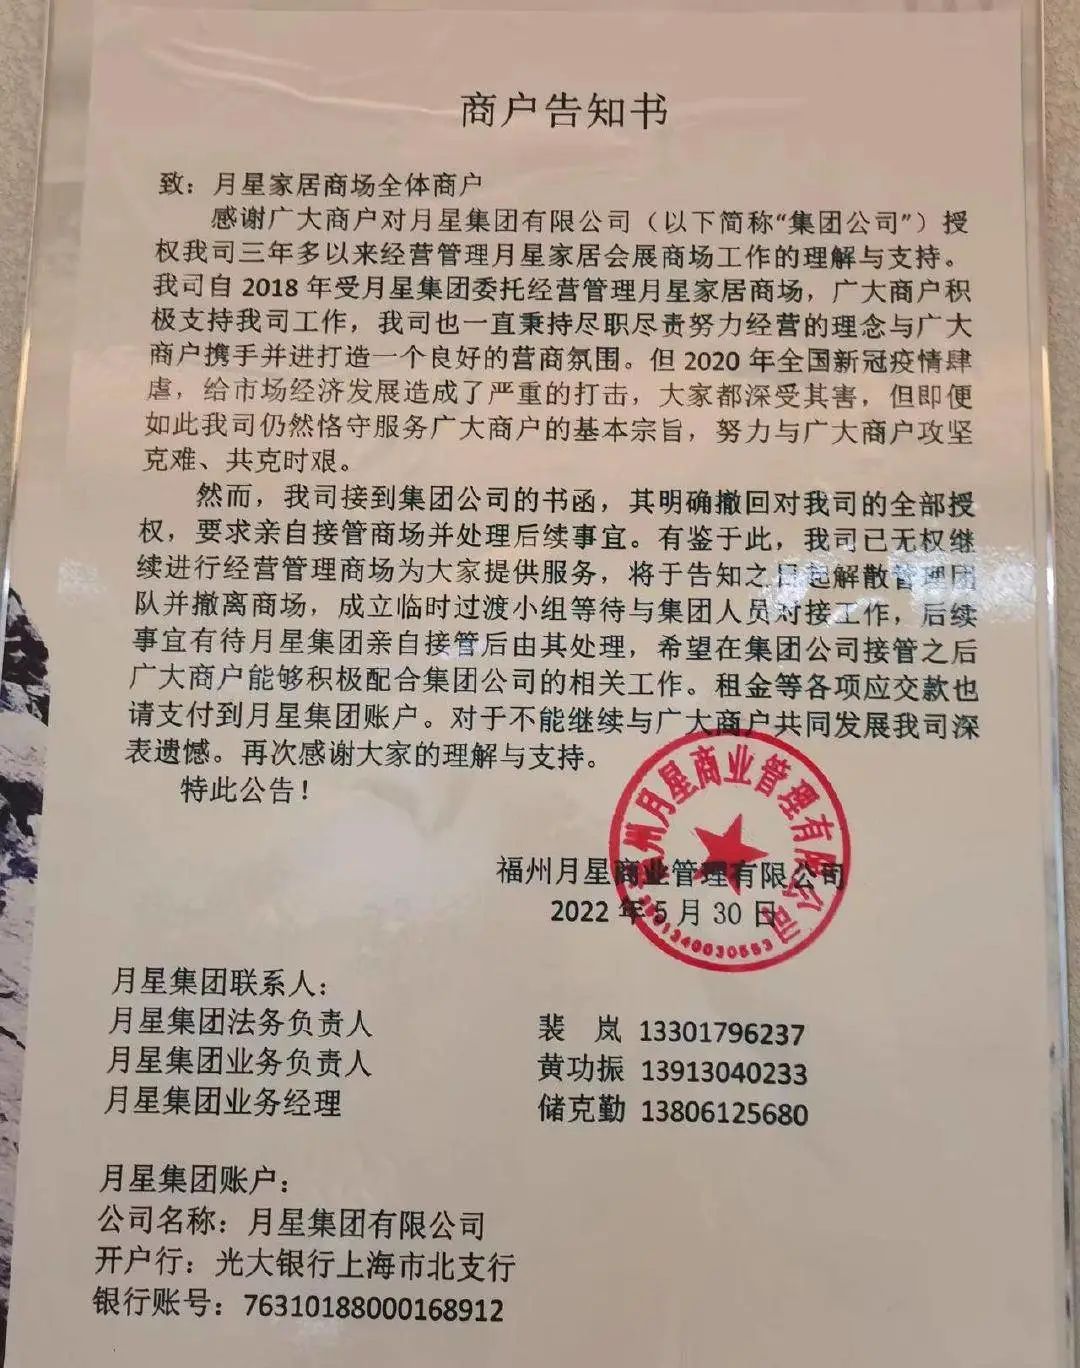 商户告知书
致：月星家居商场全体商户
感谢广大商户对月星集团有限公司（以下简称“集团公司”）授
权我司三年多以来经营管理月星家居会展商场工作的理解与支持。
我司自 2018 年受月星集团委托经营管理月星家居商场，广大商户积
极支持我司工作，我司也一直秉持尽职尽责努力经营的理念与广大
商户携手并进打造一个良好的营商氛围。但 2020 年全国新冠疫情肆
虐，给市场经济发展造成了严重的打击，大家都深受其害，但即便
如此我司仍然恪守服务广大商户的基本宗旨，努力与广大商户攻坚
克难、共克时艰。
然而，我司接到集团公司的书函，其明确撤回对我司的全部授
权，要求亲自接管商场并处理后续事宜。有鉴于此，我司已无权继
续进行经营管理商场为大家提供服务，将于告知之日起解散管理团
队并撤离商场，成立临时过渡小组等待与集团人员对接工作，后续
事宜有待月星集团亲自接管后由其处理，希望在集团公司接管之后
广大商户能够积极配合集团公司的相关工作。租金等各项应交款也
请支付到月星集团账户。对于不能继续与广大商户共同发展我司深
表遗憾。再次感谢大家的理解与支持。
特此公告！
福州月星商业管理有限公司
2022 年 5 月 30 日
福州月星商业管理有限公司
月星集团联系人：
月星集团法务负责人 裴 岚 13301796237
月星集团业务负责人 黄功振 13913040233
月星集团业务经理 储克勤 13806125680
月星集团账户：
公司名称：月星集团有限公司
开户行：光大银行上海市北支行
银行账号：76310188000168912